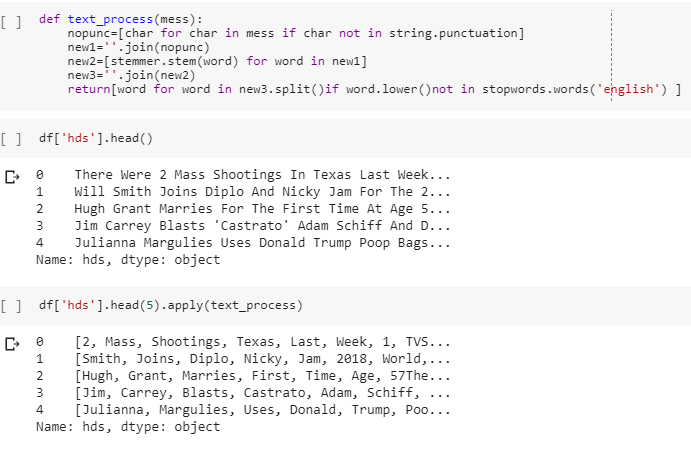 [ ] def text_process(mess):
nopunc=[char for char in mess if char not in string.punctuation]
new1=''.join(nopunc)
new2=[stemmer.stem(word) for word in new1]
new3=''.join(new2)
return[word for word in new3.split()if word.lower()not in stopwords.words('english') ]
[ ] df['hds'].head()
0 There Were 2 Mass Shootings In Texas Last Week...
1 Will Smith Joins Diplo And Nicky Jam For The 2...
2 Hugh Grant Marries For The First Time At Age 5...
3 Jim Carrey Blasts 'Castrato' Adam Schiff And D...
4 Julianna Margulies Uses Donald Trump Poop Bags...
Name: hds, dtype: object
[ ] df['hds'].head(5).apply(text_process)
0 [2, Mass, Shootings, Texas, Last, Week, 1, TVS...
1 [Smith, Joins, Diplo, Nicky, Jam, 2018, World,...
2 [Hugh, Grant, Marries, First, Time, Age, 57The...
3 [Jim, Carrey, Blasts, Castrato, Adam, Schiff, ...
4 [Julianna, Margulies, Uses, Donald, Trump, Poo...
Name: hds, dtype: object